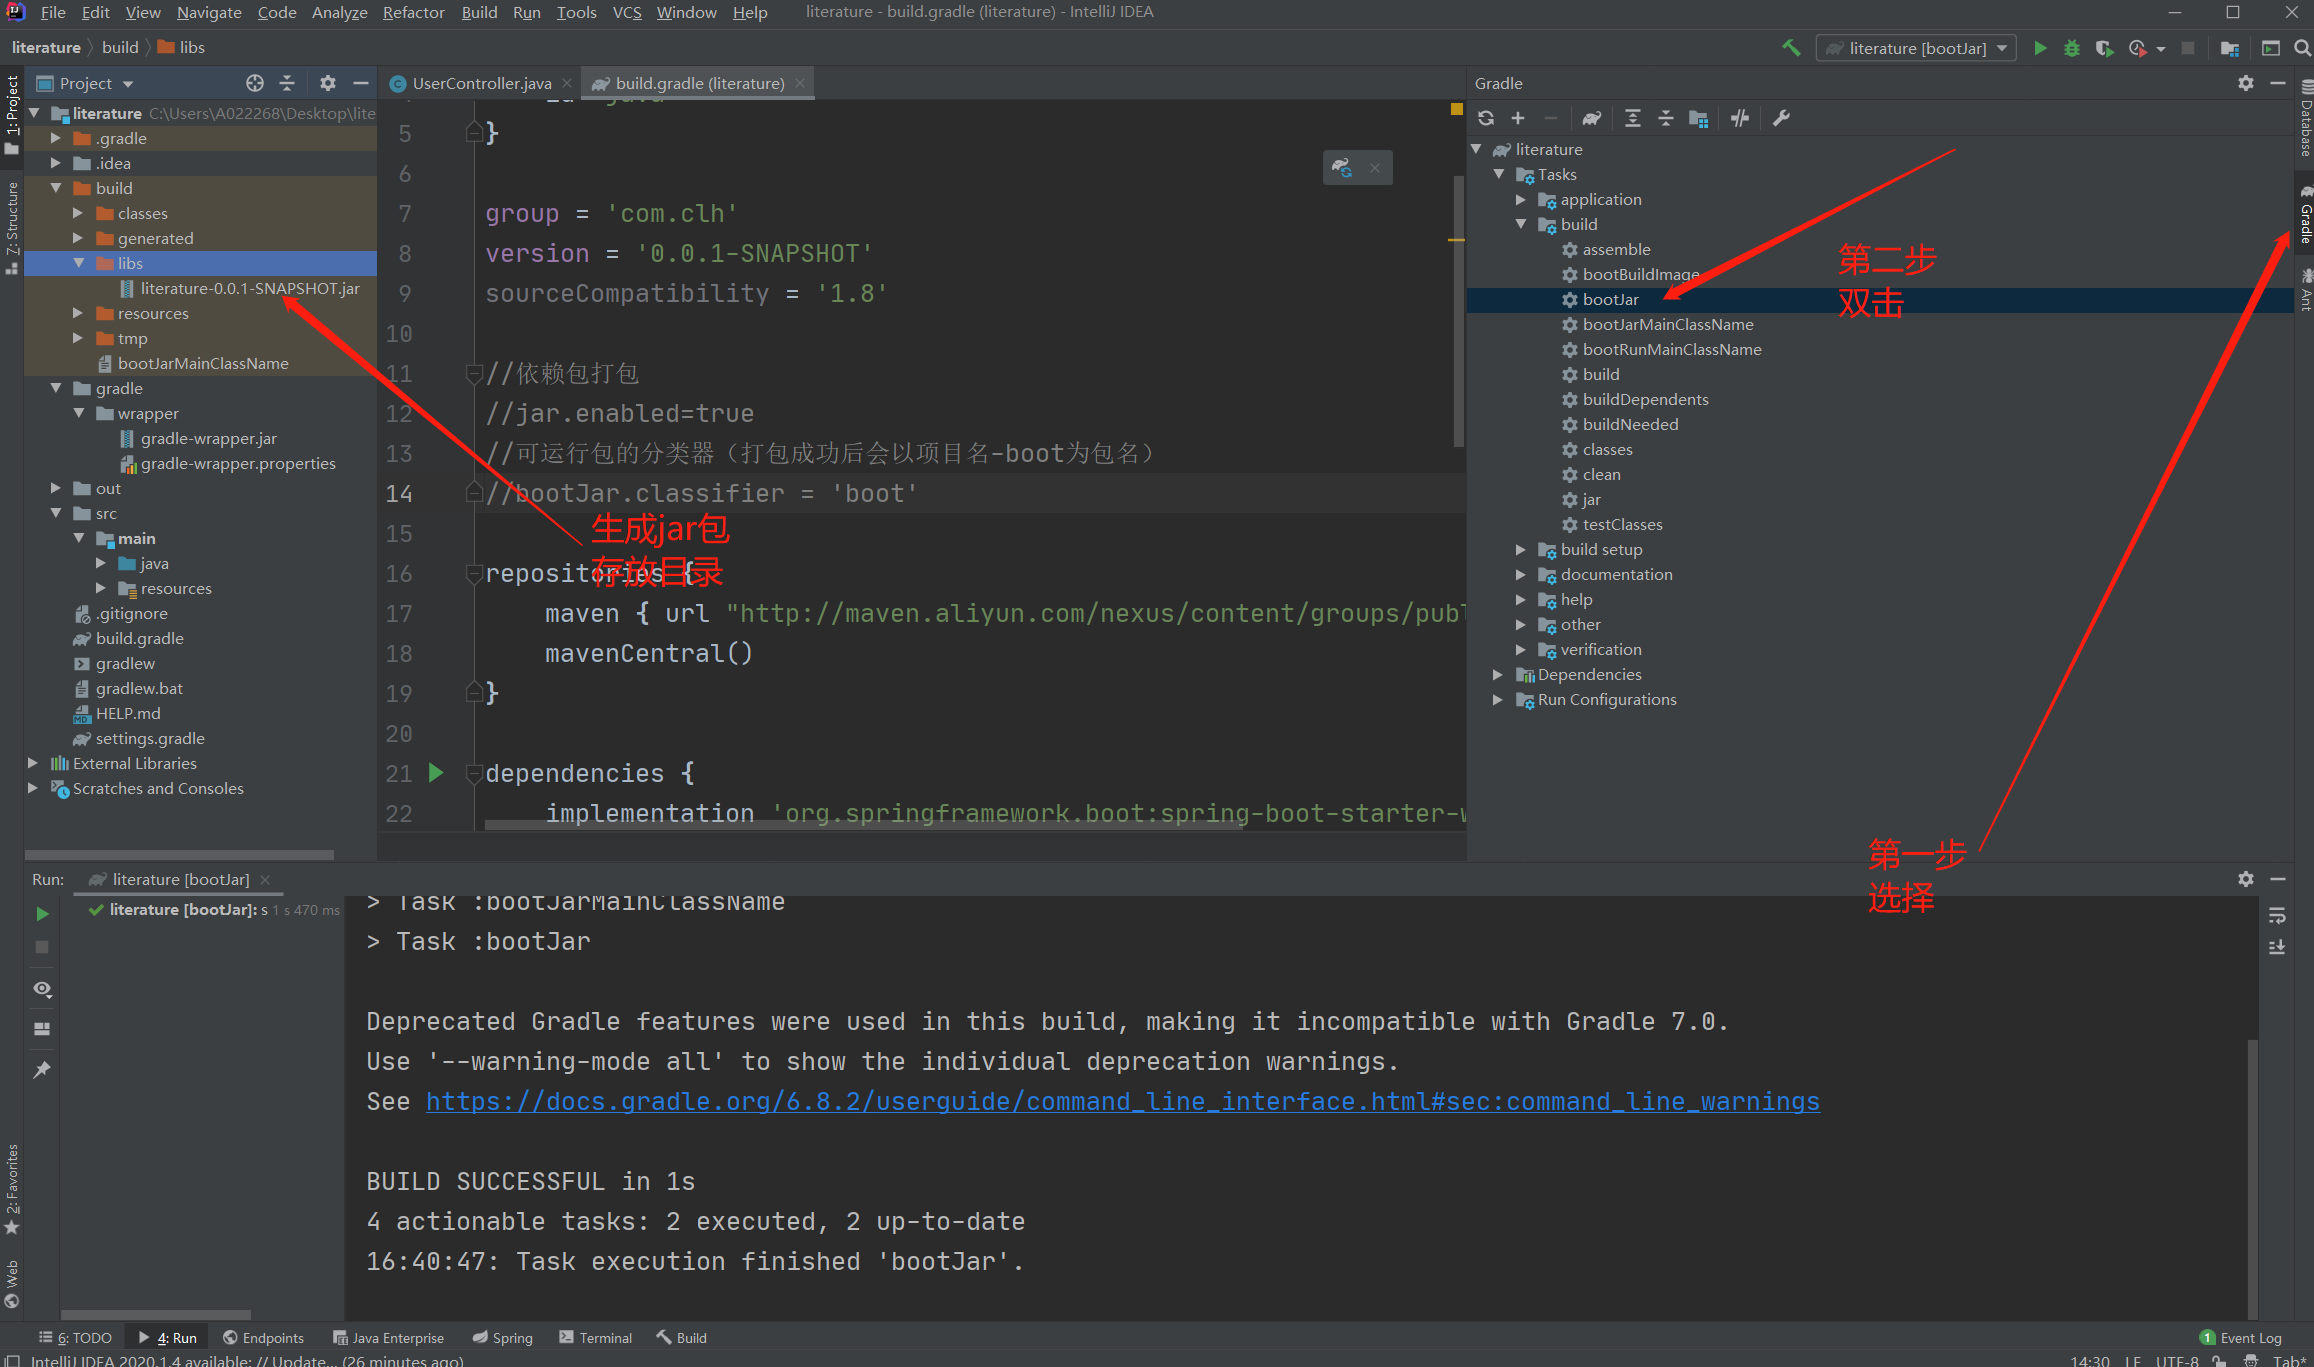 File Edit View Navigate Code Analyze Refactor Build Run Tools VCS Window Help literature - build.gradle (literature) - IntelliJ IDEA
literature build libs
literature [bootJar]
Project
UserController.java
build.gradle (literature)
Gradle
1: Project
Z: Structure
2: Favorites
Web
literature C:\Users\A022268\Desktop\lite
.gradle
.idea
build
classes
generated
libs
literature-0.0.1-SNAPSHOT.jar
resources
tmp
bootJarMainClassName
gradle
wrapper
gradle-wrapper.jar
gradle-wrapper.properties
out
src
main
java
resources
.gitignore
build.gradle
gradlew
gradlew.bat
HELP.md
settings.gradle
External Libraries
Scratches and Consoles
5 }
6
7 group = 'com.clh'
8 version = '0.0.1-SNAPSHOT'
9 sourceCompatibility = '1.8'
10
11 //依赖包打包
12 //jar.enabled=true
13 //可运行包的分类器（打包成功后会以项目名-boot为包名）
14 //bootJar.classifier = 'boot'
15
16 repositories {
17 maven { url "http://maven.aliyun.com/nexus/content/groups/publ
18 mavenCentral()
19 }
20
21 dependencies {
22 implementation 'org.springframework.boot:spring-boot-starter-w
生成jar包
存放目录
literature
Tasks
application
build
assemble
bootBuildImage
bootJar
bootJarMainClassName
bootRunMainClassName
build
buildDependents
buildNeeded
classes
clean
jar
testClasses
build setup
documentation
help
other
verification
Dependencies
Run Configurations
第二步
双击
第一步
选择
Database
Gradle
Ant
Run: literature [bootJar]
literature [bootJar]: s 1 s 470 ms
> Task :bootJarMainClassName
> Task :bootJar
Deprecated Gradle features were used in this build, making it incompatible with Gradle 7.0.
Use '--warning-mode all' to show the individual deprecation warnings.
See https://docs.gradle.org/6.8.2/userguide/command_line_interface.html#sec:command_line_warnings
BUILD SUCCESSFUL in 1s
4 actionable tasks: 2 executed, 2 up-to-date
16:40:47: Task execution finished 'bootJar'.
6: TODO 4: Run Endpoints Java Enterprise Spring Terminal Build 1 Event Log
IntelliJ IDEA 2020.1.4 available: // Update... (26 minutes ago) 14:30 LF UTF-8 Tab*